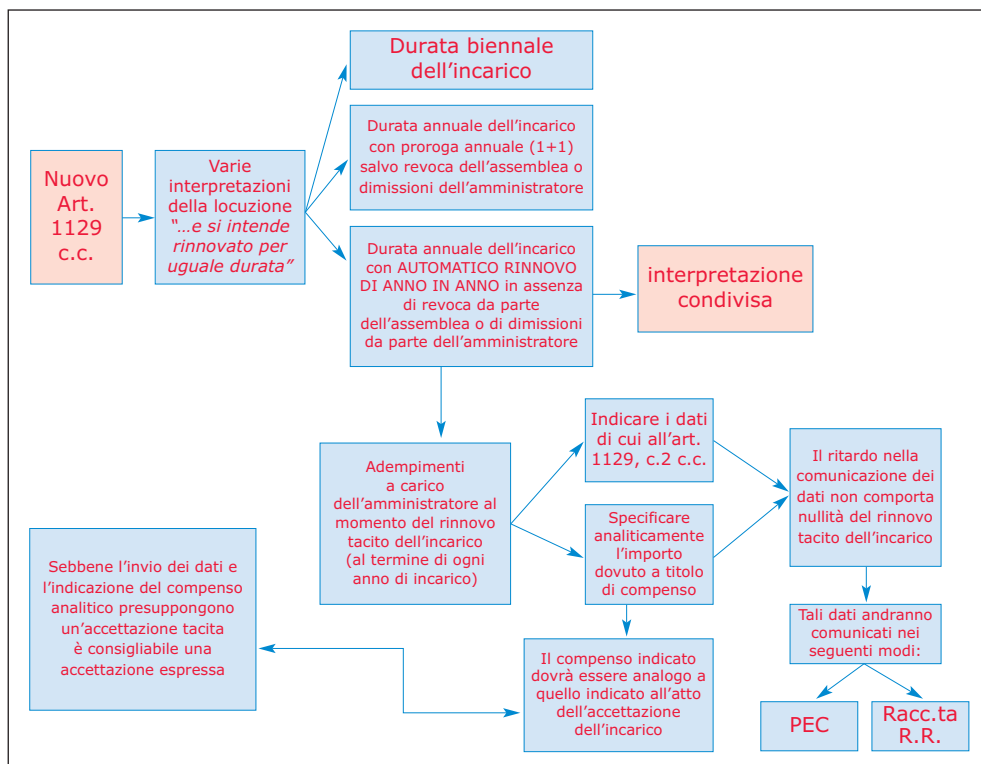 Nuovo
Art.
1129
c.c.
Varie
interpretazioni
della locuzione
“…e si intende
rinnovato per
uguale durata”
Durata biennale
dell’incarico
Durata annuale dell’incarico
con proroga annuale (1+1)
salvo revoca dell’assemblea o
dimissioni dell’amministratore
Durata annuale dell’incarico
con AUTOMATICO RINNOVO
DI ANNO IN ANNO in assenza
di revoca da parte
dell’assemblea o di dimissioni
da parte dell’amministratore
interpretazione
condivisa
Adempimenti
a carico
dell’amministratore al
momento del rinnovo
tacito dell’incarico
(al termine di ogni
anno di incarico)
Indicare i dati
di cui all’art.
1129, c.2 c.c.
Specificare
analiticamente
l’importo
dovuto a titolo
di compenso
Il ritardo nella
comunicazione dei
dati non comporta
nullità del rinnovo
tacito dell’incarico
Sebbene l’invio dei dati e
l’indicazione del compenso
analitico presuppongono
un’accettazione tacita
è consigliabile una
accettazione espressa
Il compenso indicato
dovrà essere analogo a
quello indicato all’atto
dell’accettazione
dell’incarico
Tali dati andranno
comunicati nei
seguenti modi:
PEC
Racc.ta
R.R.